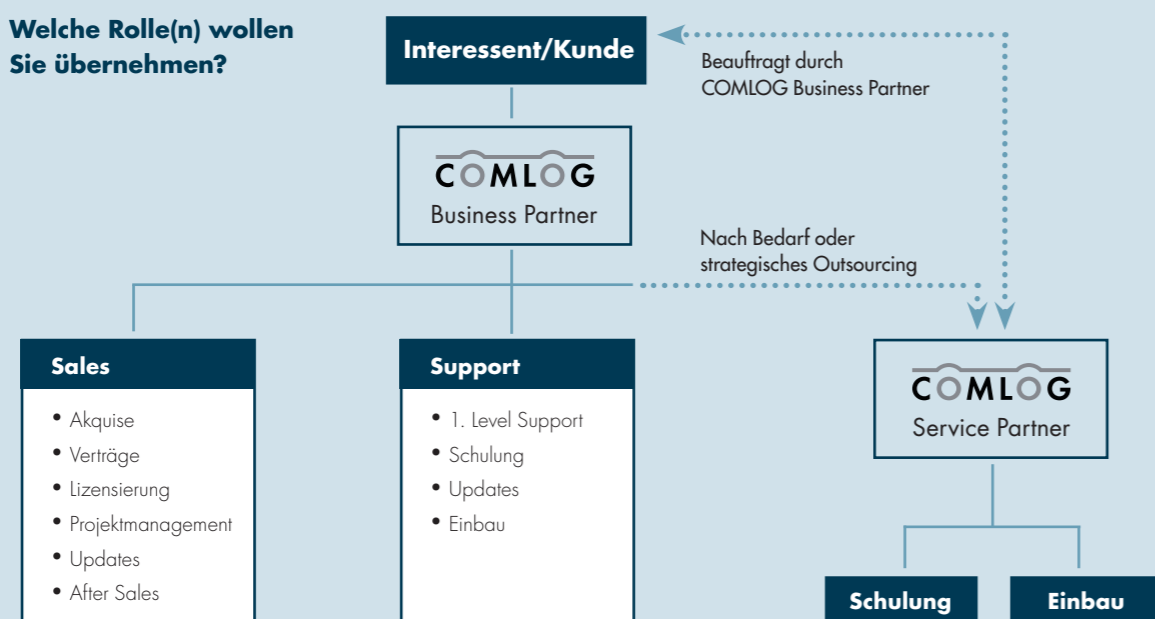 Welche Rolle(n) wollen
Sie übernehmen?
Interessent/Kunde
Beauftragt durch
COMLOG Business Partner
COMLOG
Business Partner
Nach Bedarf oder
strategisches Outsourcing
Sales
• Akquise
• Verträge
• Lizensierung
• Projektmanagement
• Updates
• After Sales
Support
• 1. Level Support
• Schulung
• Updates
• Einbau
COMLOG
Service Partner
Schulung
Einbau